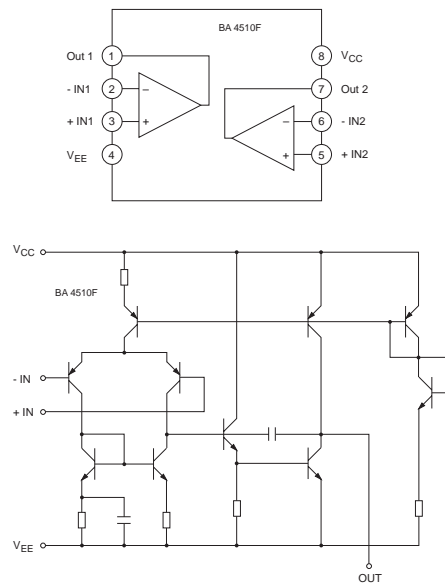 BA 4510F
Out 1
1
8
VCC
- IN1
2
7
Out 2
+ IN1
3
6
- IN2
VEE
4
5
+ IN2
−
+
−
+
VCC
BA 4510F
- IN
+ IN
VEE
OUT